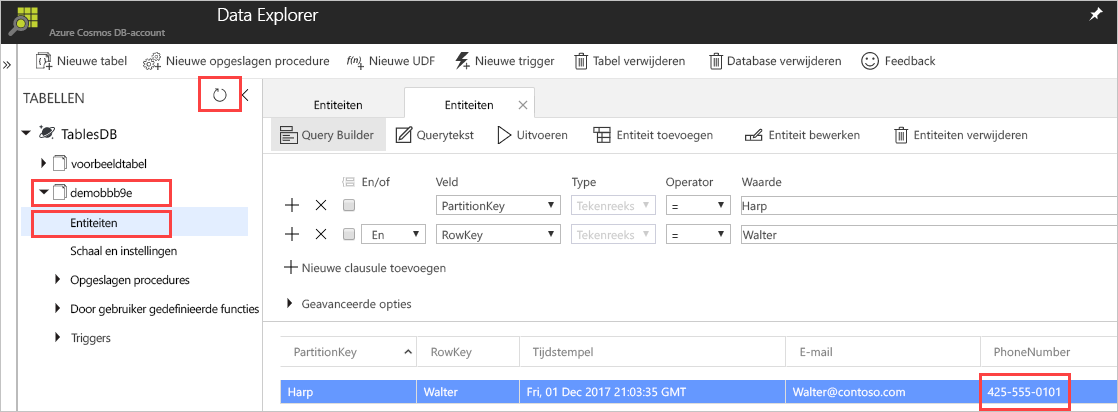 Data Explorer
Azure Cosmos DB-account
Nieuwe tabel Nieuwe opgeslagen procedure Nieuwe UDF Nieuwe trigger Tabel verwijderen Database verwijderen Feedback
TABELLEN
Entiteiten Entiteiten
TablesDB
Query Builder Querytekst Uitvoeren Entiteit toevoegen Entiteit bewerken Entiteiten verwijderen
voorbeeldtabel
demobbb9e
En/of Veld Type Operator Waarde
PartitionKey Tekenreeks = Harp
Entiteiten
En RowKey Tekenreeks = Walter
Schaal en instellingen
Nieuwe clausule toevoegen
Opgeslagen procedures
Geavanceerde opties
Door gebruiker gedefinieerde functies
Triggers
PartitionKey RowKey Tijdstempel E-mail PhoneNumber
Harp Walter Fri, 01 Dec 2017 21:03:35 GMT Walter@contoso.com 425-555-0101